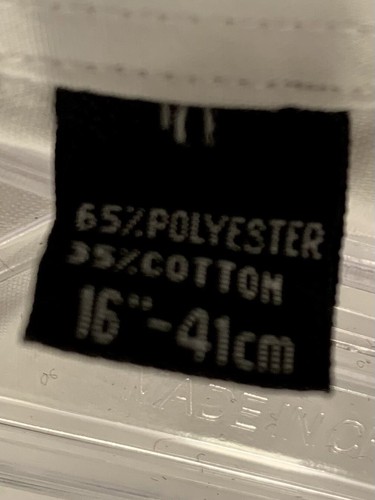 65%POLYESTER
35%COTTON
16"-41cm
MADE IN